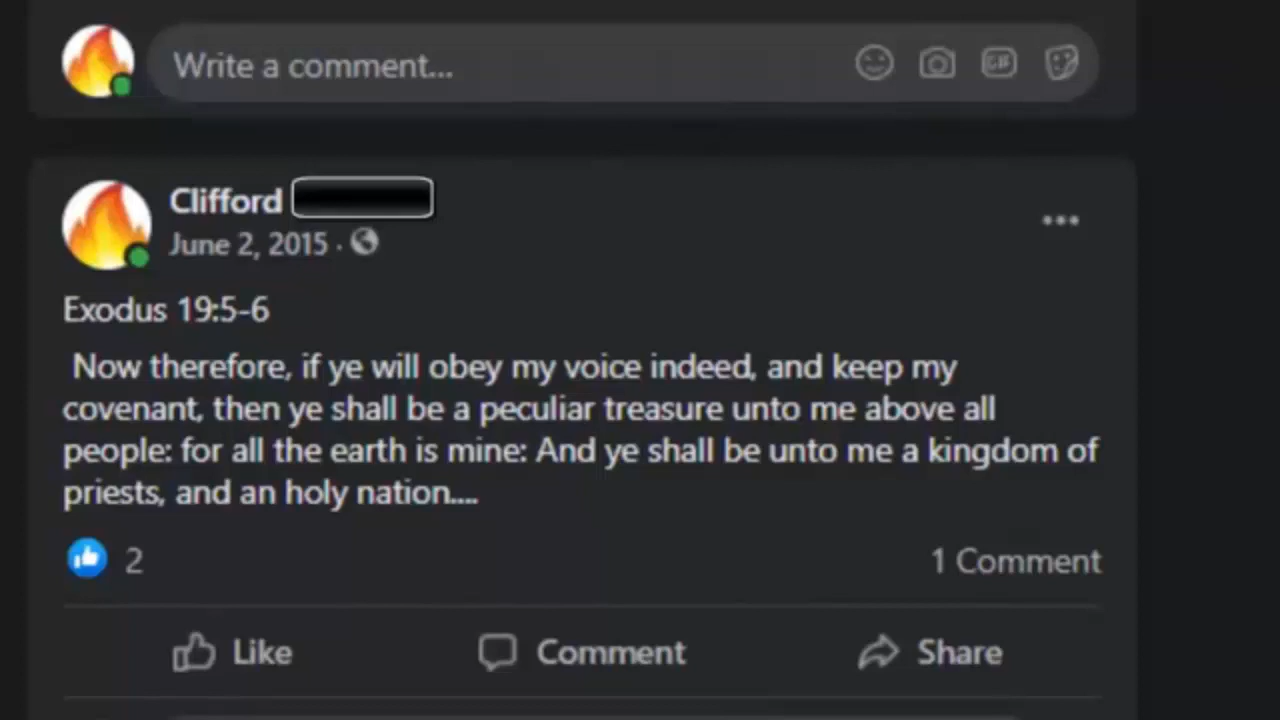 Write a comment...
GIF
Clifford
June 2, 2015 ·
Exodus 19:5-6
Now therefore, if ye will obey my voice indeed, and keep my
covenant, then ye shall be a peculiar treasure unto me above all
people: for all the earth is mine: And ye shall be unto me a kingdom of
priests, and an holy nation....
2
1 Comment
Like
Comment
Share